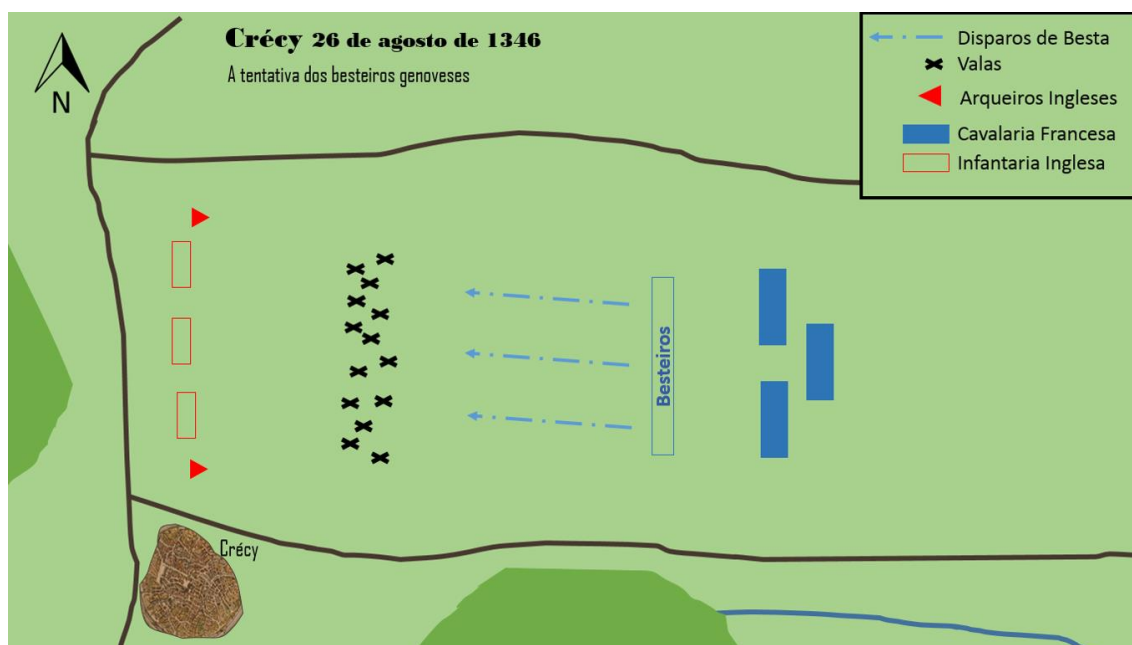 Crécy 26 de agosto de 1346
A tentativa dos besteiros genoveses
N
Disparos de Besta
Valas
Arqueiros Ingleses
Cavalaria Francesa
Infantaria Inglesa
Besteiros
Crécy